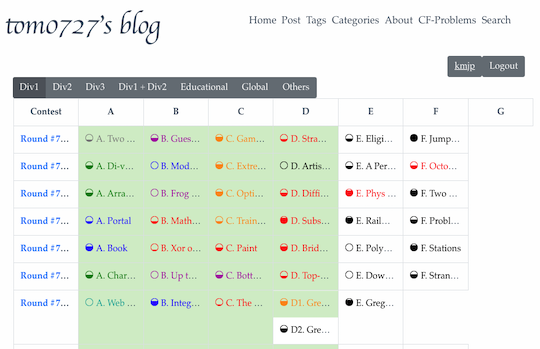 tomo727's blog
Home Post Tags Categories About CF-Problems Search
kmjp Logout
Div1 Div2 Div3 Div1 + Div2 Educational Global Others
Contest A B C D E F G
Round #7... A. Two ... B. Gues... C. Gam... D. Stra... E. Eligi... F. Jump...
Round #7... A. Di-v... B. Mod... C. Extre... D. Artis... E. A Per... F. Octo...
Round #7... A. Arra... B. Frog ... C. Opti... D. Diffi... E. Phys ... F. Two ...
Round #7... A. Portal B. Math... C. Train... D. Subs... E. Rail... F. Probl...
Round #7... A. Book B. Xor o... C. Paint D. Brid... E. Poly... F. Stations
Round #7... A. Char... B. Up t... C. Bott... D. Top-... E. Dow... F. Stran...
Round #7... A. Web ... B. Integ... C. The ... D1. Gre... E. Greg...
D2. Gre...